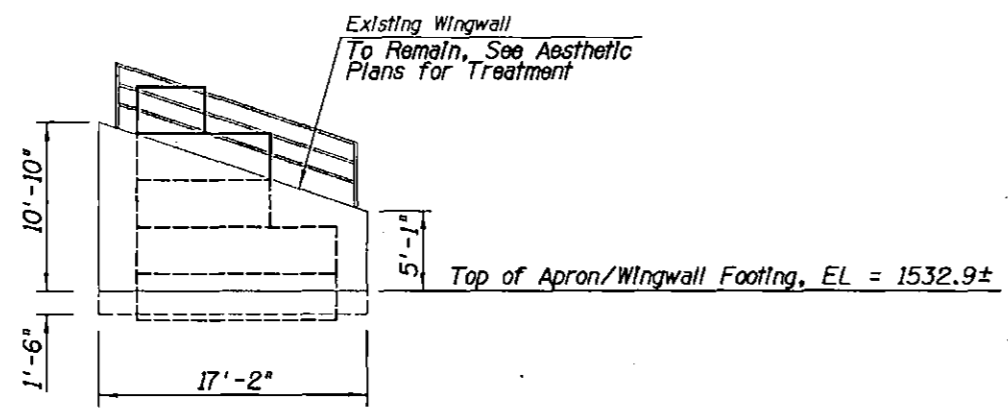 Existing Wingwall
To Remain, See Aesthetic
Plans for Treatment
10'-10"
5'-1"
Top of Apron/Wingwall Footing, EL = 1532.9±
1'-6"
17'-2"